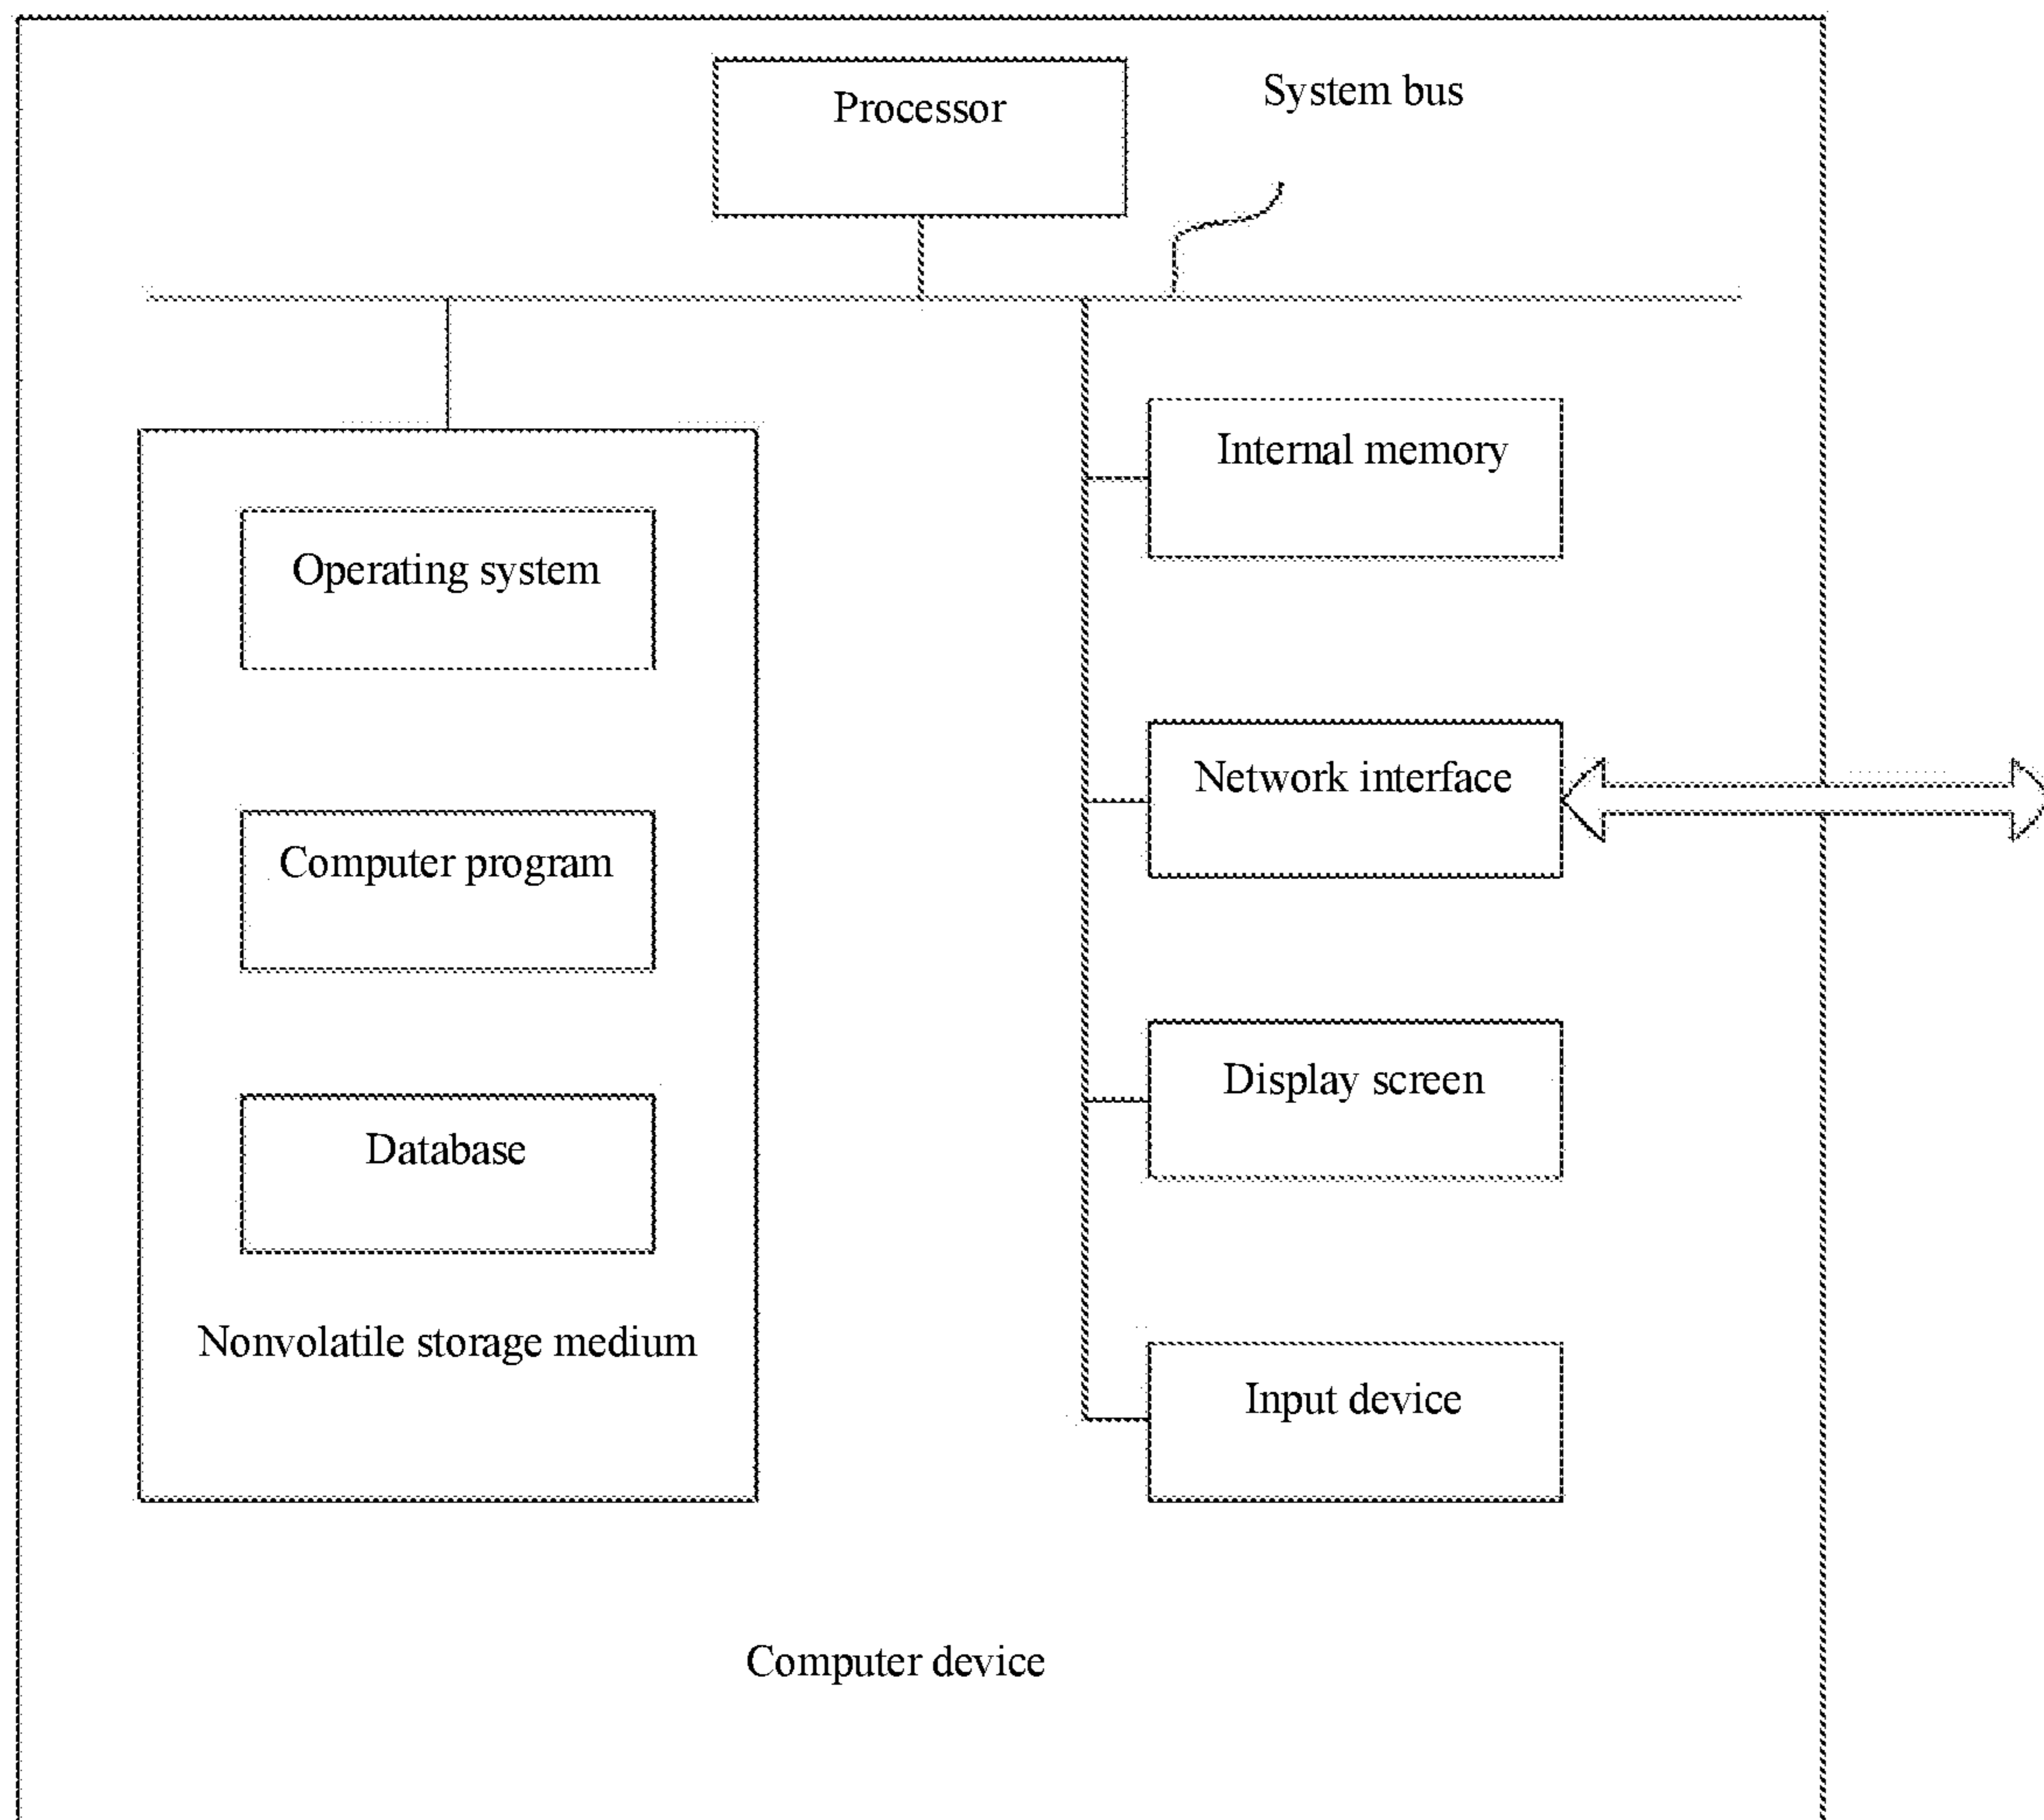 Processor
System bus
Operating system
Computer program
Database
Nonvolatile storage medium
Internal memory
Network interface
Display screen
Input device
Computer device